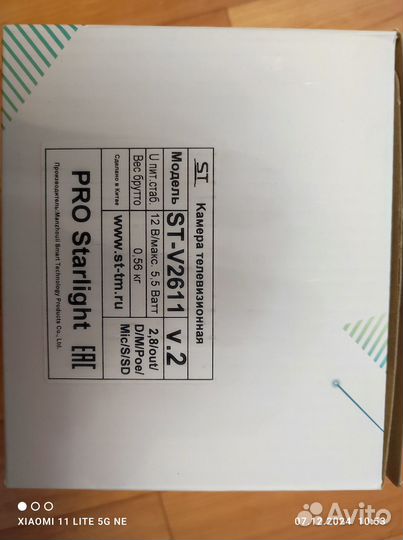 ST Камера телевизионная
Модель ST-V2611 v.2
U пит.стаб. 12 В/макс. 5,5 Ватт 2,8/out/
Вес брутто 0,56 кг D/M/Poe/
Сделано в Китае www.st-tm.ru Mic/S/SD
PRO Starlight EAC
Производитель:Manzhouli Smart Technology Products Co., Ltd.
XIAOMI 11 LITE 5G NE
07.12.2024 10:53
Avito